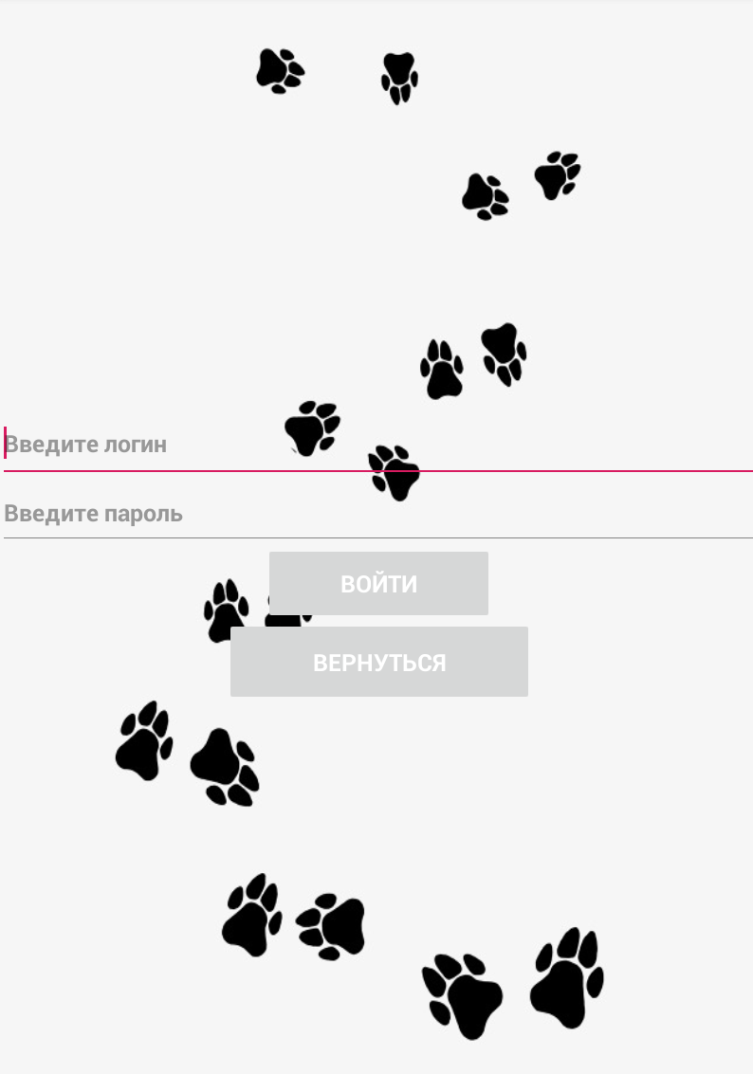 Введите логин
Введите пароль
ВОЙТИ
ВЕРНУТЬСЯ